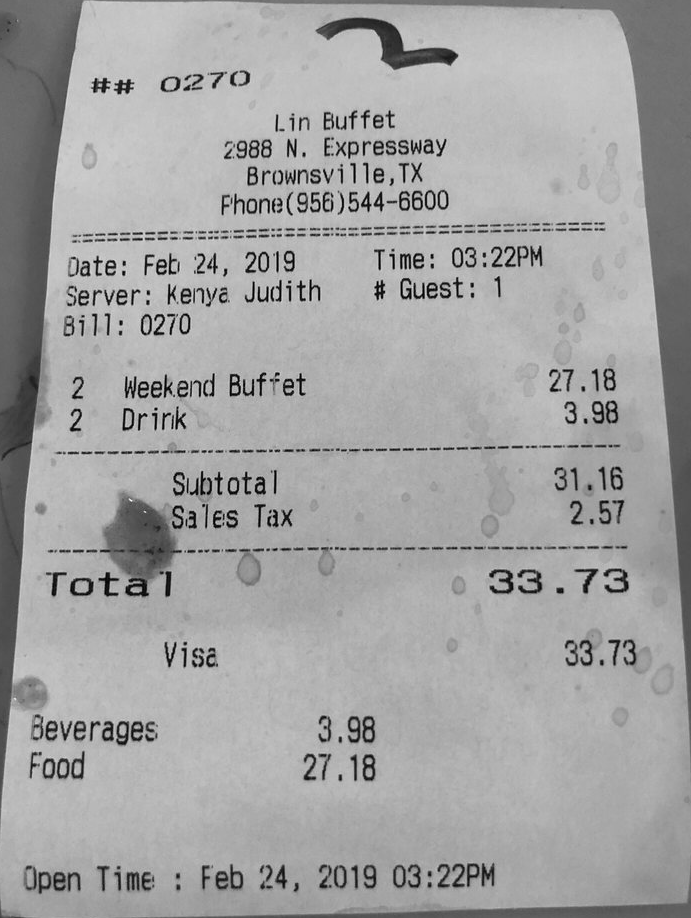 2
## 0270
Lin Buffet
2988 N. Expressway
Brownsville,TX
Phone(956)544-6600
Date: Feb 24, 2019 Time: 03:22PM
Server: Kenya Judith # Guest: 1
Bill: 0270
2 Weekend Buffet 27.18
2 Drink 3.98
Subtotal 31.16
Sales Tax 2.57
Total 33.73
Visa 33.73
Beverages 3.98
Food 27.18
Open Time : Feb 24, 2019 03:22PM